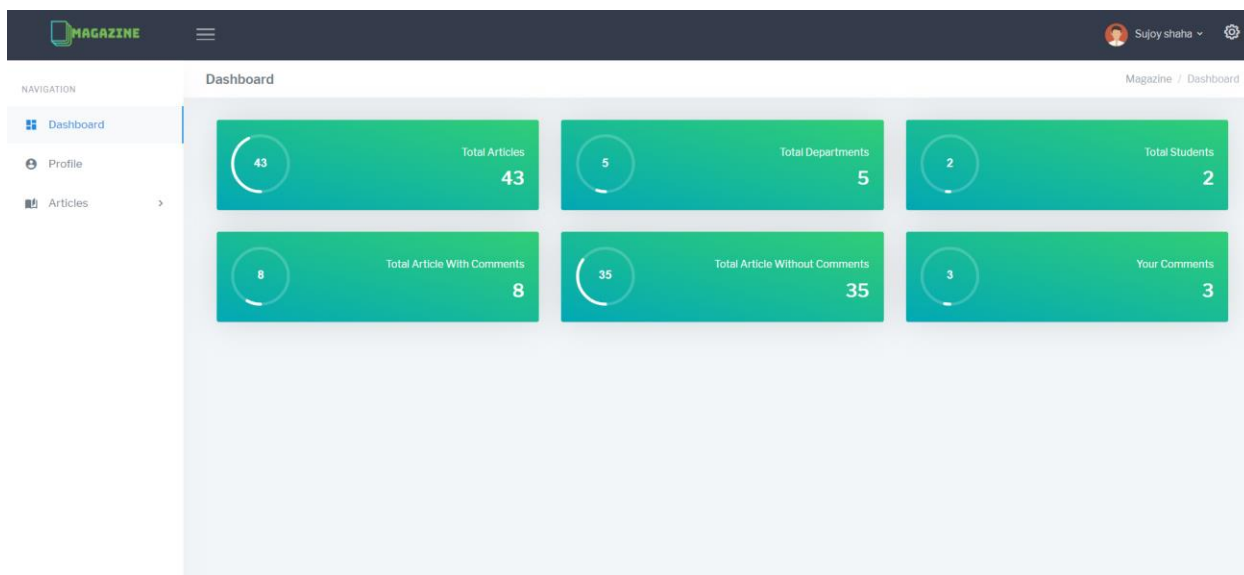 MAGAZINE
Sujoy shaha
NAVIGATION
Dashboard
Magazine / Dashboard
Dashboard
Profile
Articles
43
Total Articles
43
5
Total Departments
5
2
Total Students
2
8
Total Article With Comments
8
35
Total Article Without Comments
35
3
Your Comments
3